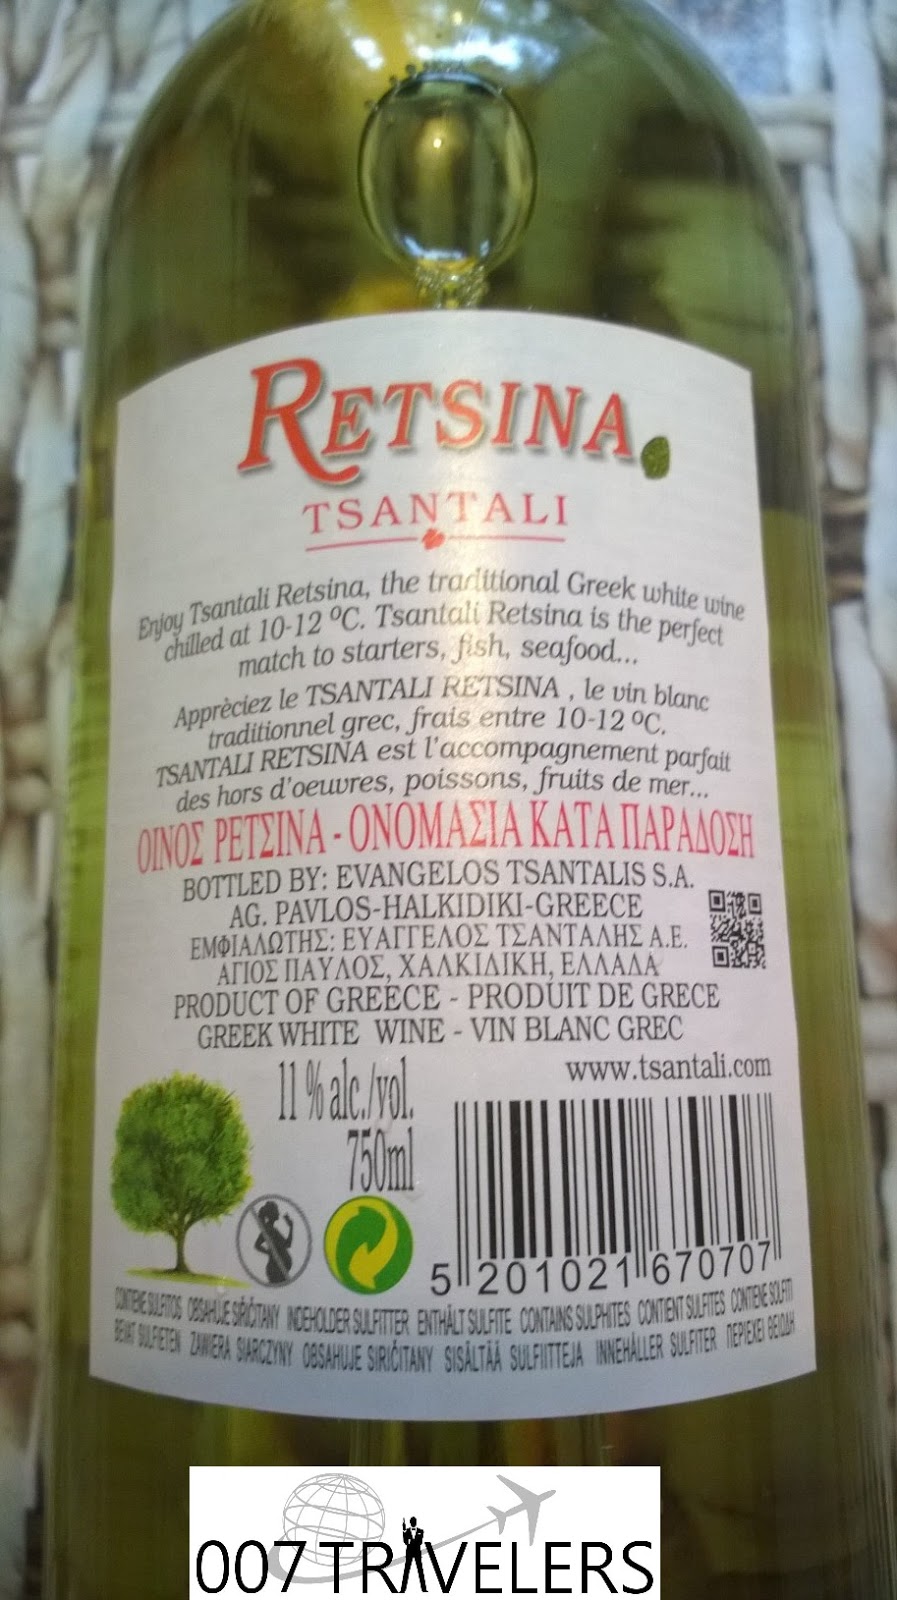 RETSINA
TSANTALI
Enjoy Tsantali Retsina, the traditional Greek white wine
chilled at 10-12 ºC. Tsantali Retsina is the perfect
match to starters, fish, seafood...
Apprèciez le TSANTALI RETSINA , le vin blanc
traditionnel grec, frais entre 10-12 ºC.
TSANTALI RETSINA est l'accompagnement parfait
des hors d'oeuvres, poissons, fruits de mer...
ΟΙΝΟΣ ΡΕΤΣΙΝΑ - ΟΝΟΜΑΣΙΑ ΚΑΤΑ ΠΑΡΑΔΟΣΗ
BOTTLED BY: EVANGELOS TSANTALIS S.A.
AG. PAVLOS-HALKIDIKI-GREECE
ΕΜΦΙΑΛΩΤΗΣ: ΕΥΑΓΓΕΛΟΣ ΤΣΑΝΤΑΛΗΣ Α.Ε.
ΑΓΙΟΣ ΠΑΥΛΟΣ, ΧΑΛΚΙΔΙΚΗ, ΕΛΛΑΔΑ
PRODUCT OF GREECE - PRODUIT DE GRECE
GREEK WHITE WINE - VIN BLANC GREC
www.tsantali.com
11 % alc./vol.
750ml
5 201021 670707
CONTIENE SULFITOS OBSAHUJE SIŘIČITANY INDEHOLDER SULFITTER ENTHÄLT SULFITE CONTAINS SULPHITES CONTIENT SULFITES CONTIENE SOLFITI
BEVAT SULFIETEN ZAWIERA SIARCZYNY OBSAHUJE SIRIČITANY SISÄLTÄÄ SULFIITTEJA INNEHÅLLER SULFITER ΠΕΡΙΕΧΕΙ ΘΕΙΩΔΗ
007 TRAVELERS